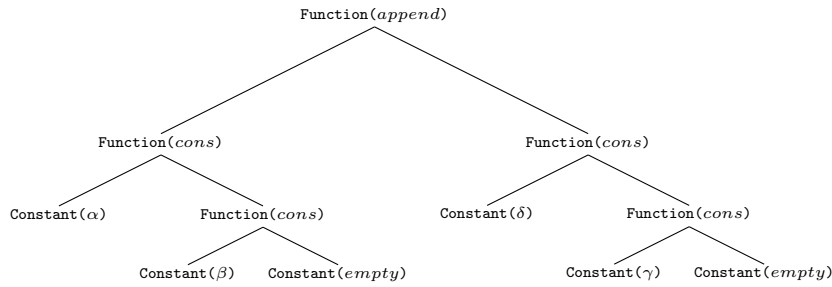 Function(append)
Function(cons) Function(cons)
Constant(α) Function(cons) Constant(δ) Function(cons)
Constant(β) Constant(empty) Constant(γ) Constant(empty)